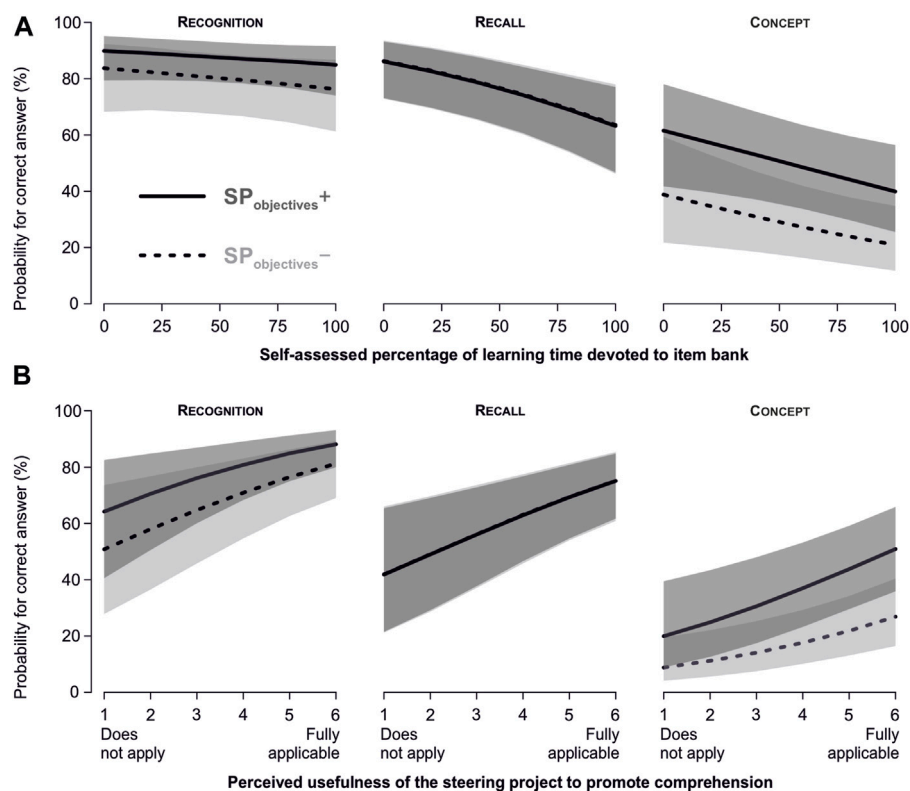 A
RECOGNITION RECALL CONCEPT
Probability for correct answer (%)
100
80
60
40
20
0
SPobjectives+
SPobjectives−
0 25 50 75 100 0 25 50 75 100 0 25 50 75 100
Self-assessed percentage of learning time devoted to item bank
B
RECOGNITION RECALL CONCEPT
Probability for correct answer (%)
100
80
60
40
20
0
1 2 3 4 5 6 1 2 3 4 5 6 1 2 3 4 5 6
Does Fully Does Fully Does Fully
not apply applicable not apply applicable not apply applicable
Perceived usefulness of the steering project to promote comprehension